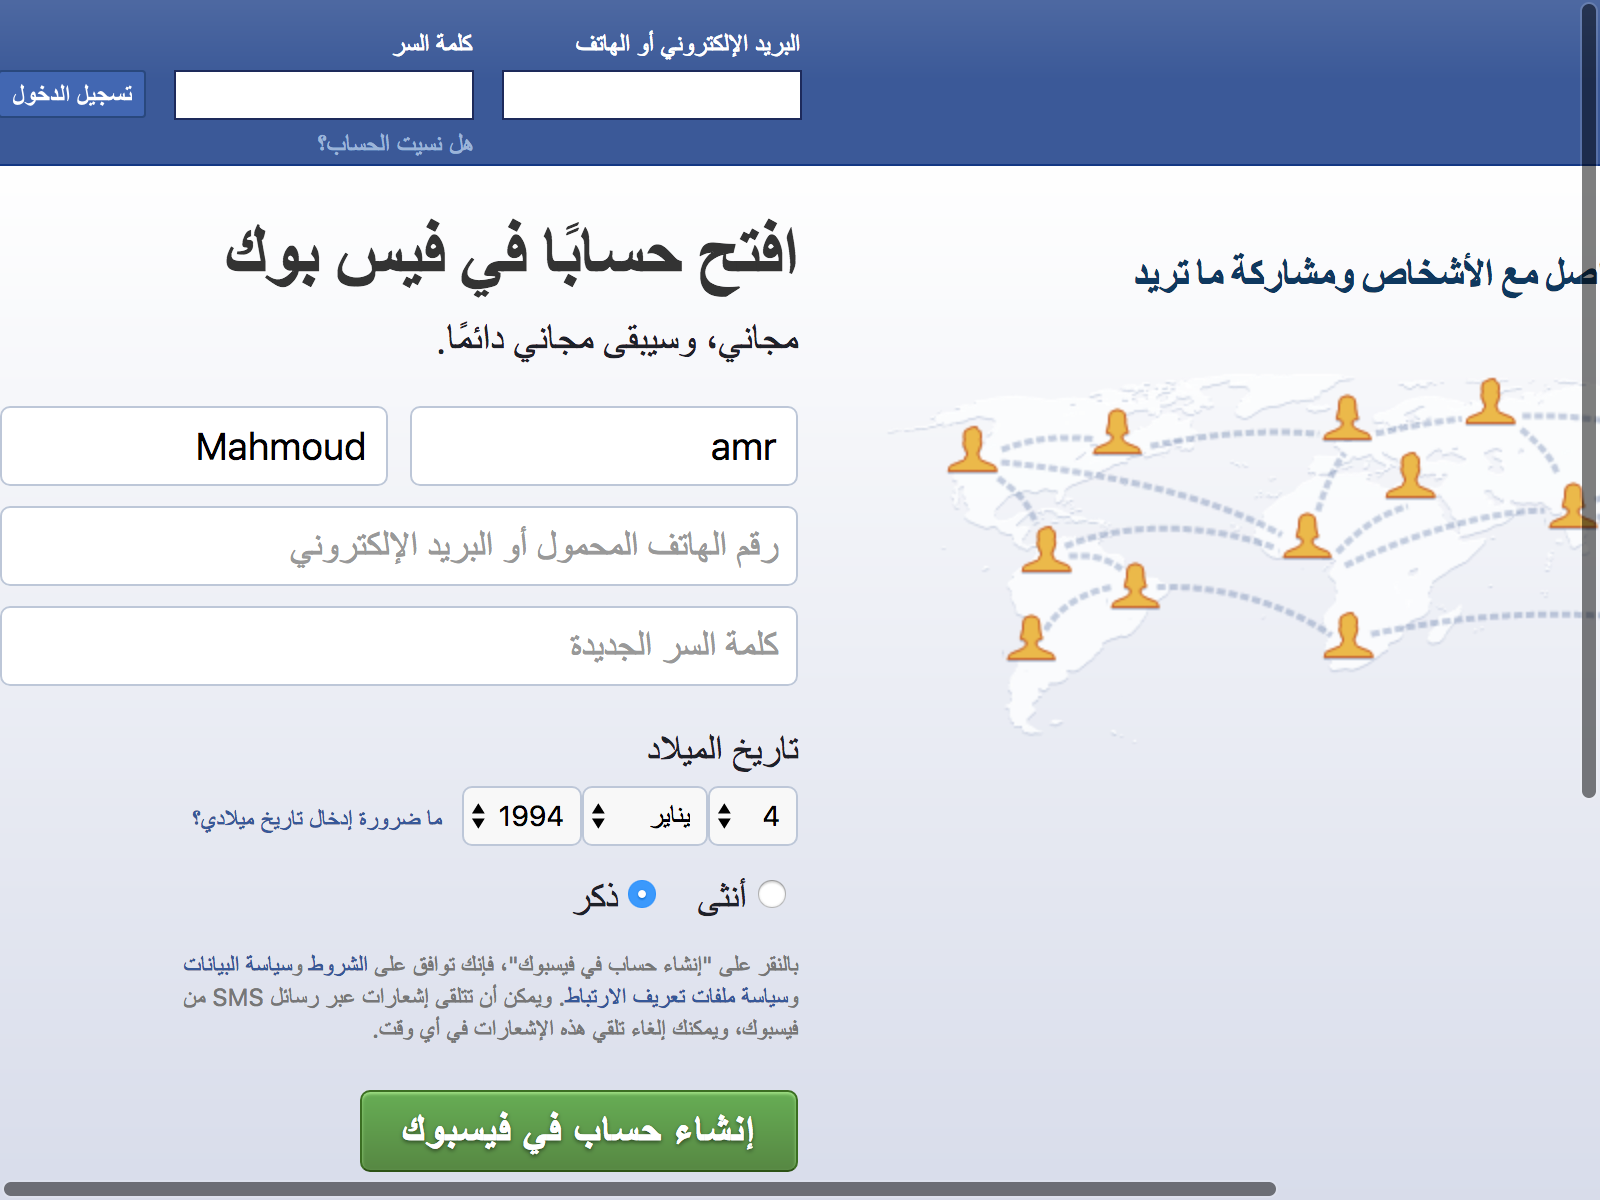 البريد الإلكتروني أو الهاتف
كلمة السر
تسجيل الدخول
هل نسيت الحساب؟
مع الأشخاص ومشاركة ما تريد
افتح حسابًا في فيس بوك
مجاني، وسيبقى مجاني دائمًا.
amr
Mahmoud
رقم الهاتف المحمول أو البريد الإلكتروني
كلمة السر الجديدة
تاريخ الميلاد
4 يناير 1994 ما ضرورة إدخال تاريخ ميلادي؟
أنثى ذكر
بالنقر على "إنشاء حساب في فيسبوك"، فإنك توافق على الشروط وسياسة البيانات
وسياسة ملفات تعريف الارتباط. ويمكن أن تتلقى إشعارات عبر رسائل SMS من
فيسبوك، ويمكنك إلغاء تلقي هذه الإشعارات في أي وقت.
إنشاء حساب في فيسبوك